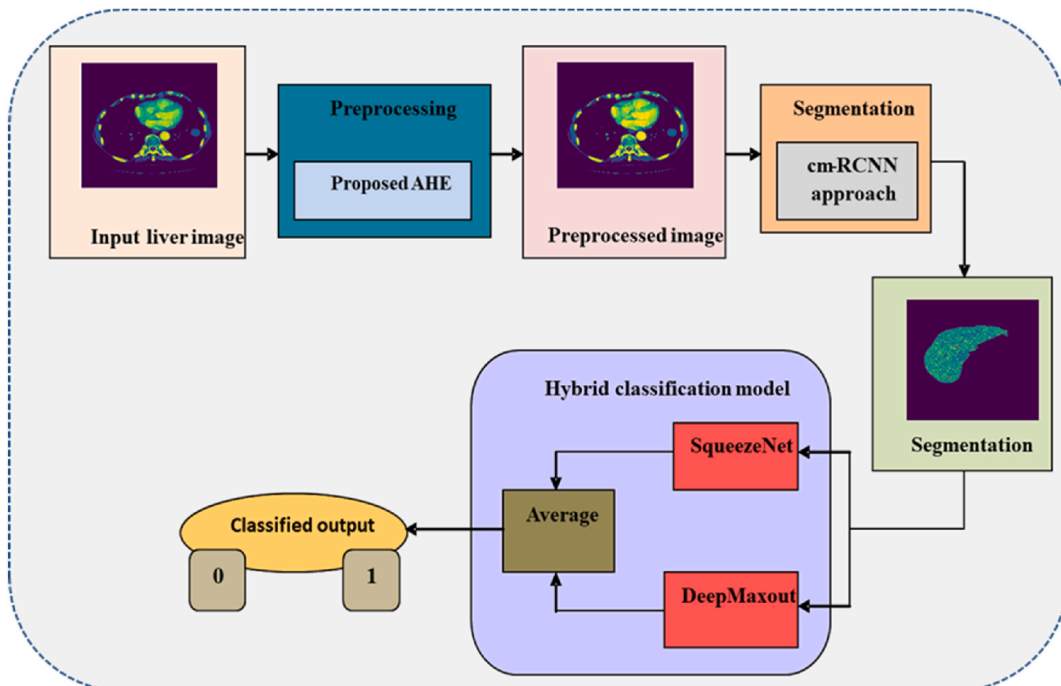 Input liver image
Preprocessing
Proposed AHE
Preprocessed image
Segmentation
cm-RCNN
approach
Segmentation
Hybrid classification model
SqueezeNet
DeepMaxout
Average
Classified output
0
1